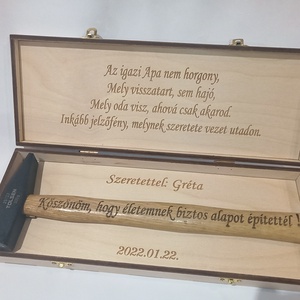 Az igazi Apa nem horgony,
Mely visszatart, sem hajó,
Mely oda visz, ahová csak akarod.
Inkább jelzőfény, melynek szeretete vezet utadon.
Szeretettel: Gréta
Köszönöm, hogy életemnek biztos alapot építettél !
2022.01.22.